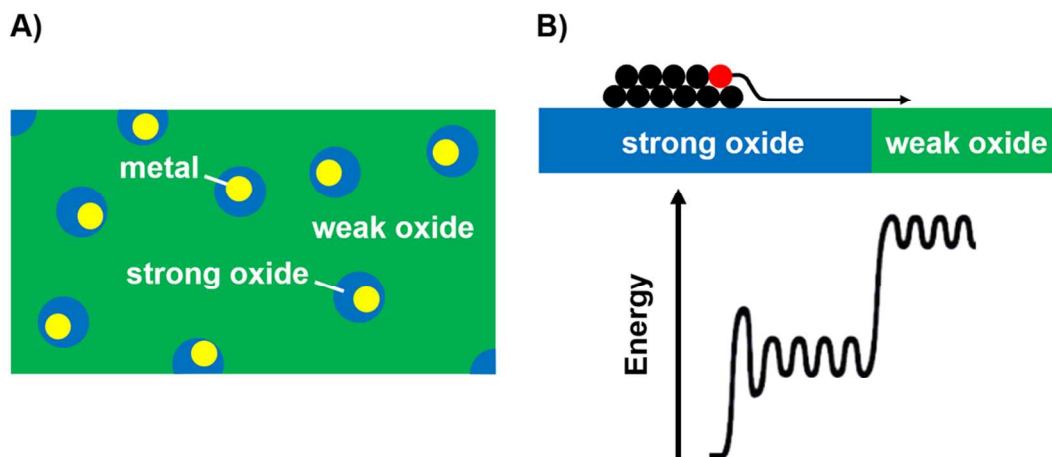 A)
metal
weak oxide
strong oxide
B)
strong oxide
weak oxide
Energy